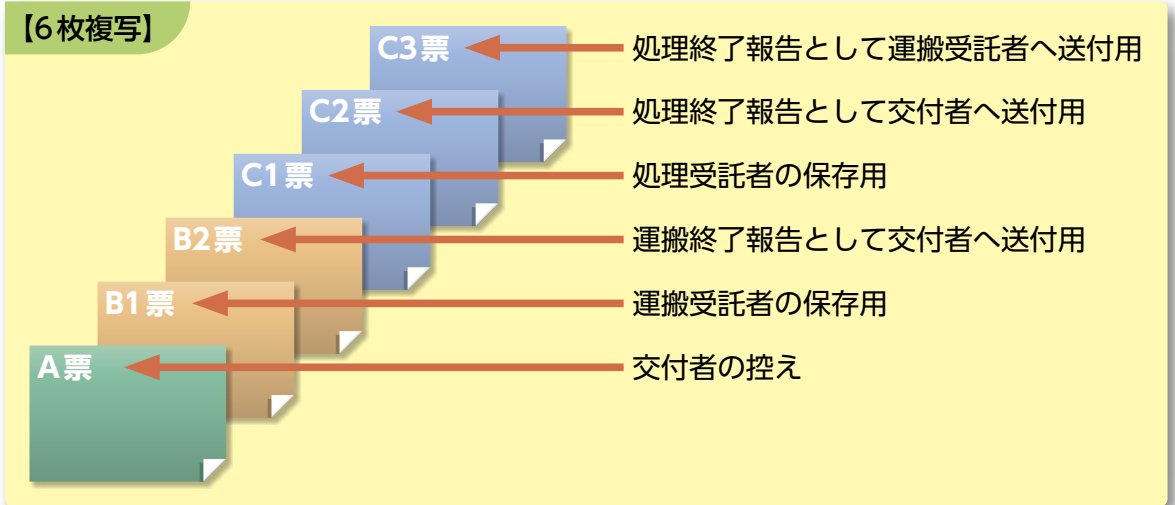 【6枚複写】
C3票 処理終了報告として運搬受託者へ送付用
C2票 処理終了報告として交付者へ送付用
C1票 処理受託者の保存用
B2票 運搬終了報告として交付者へ送付用
B1票 運搬受託者の保存用
A票 交付者の控え